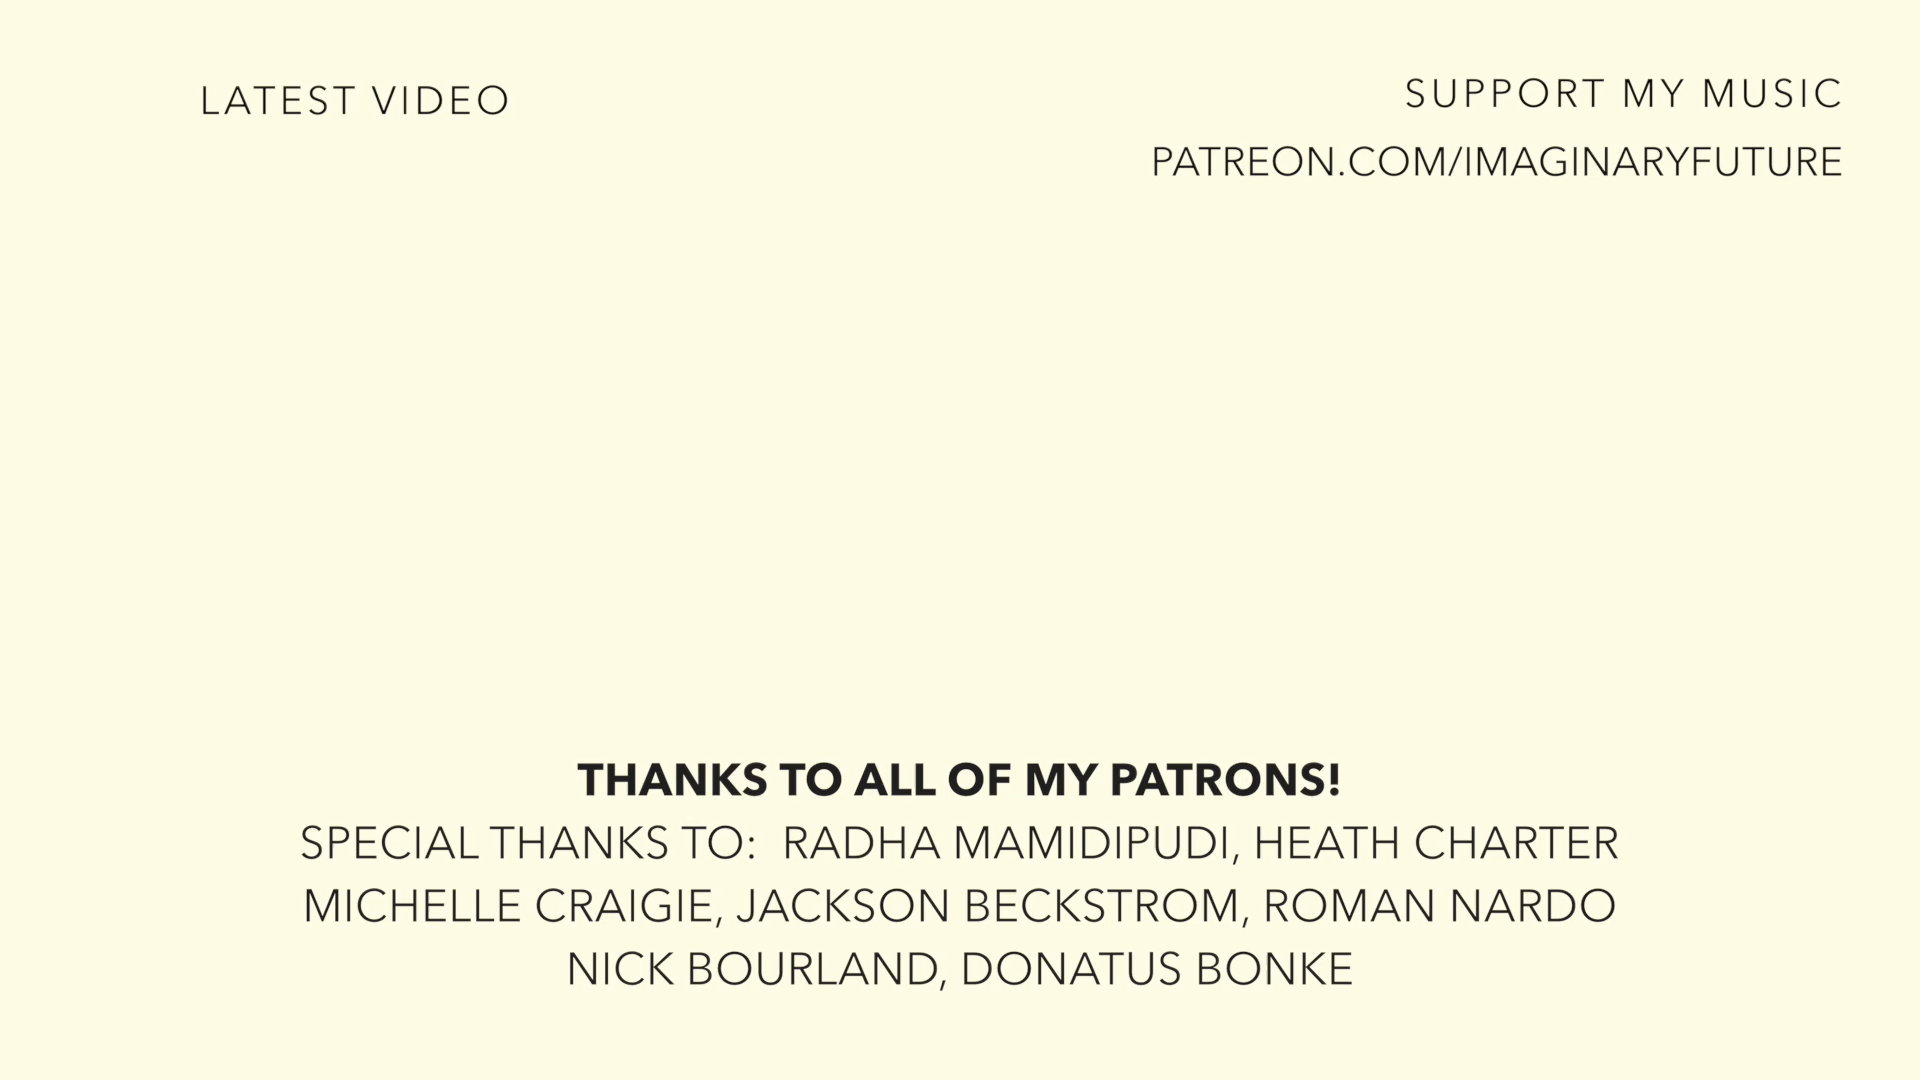 LATEST VIDEO
SUPPORT MY MUSIC
PATREON.COM/IMAGINARYFUTURE
THANKS TO ALL OF MY PATRONS!
SPECIAL THANKS TO:  RADHA MAMIDIPUDI, HEATH CHARTER
MICHELLE CRAIGIE, JACKSON BECKSTROM, ROMAN NARDO
NICK BOURLAND, DONATUS BONKE